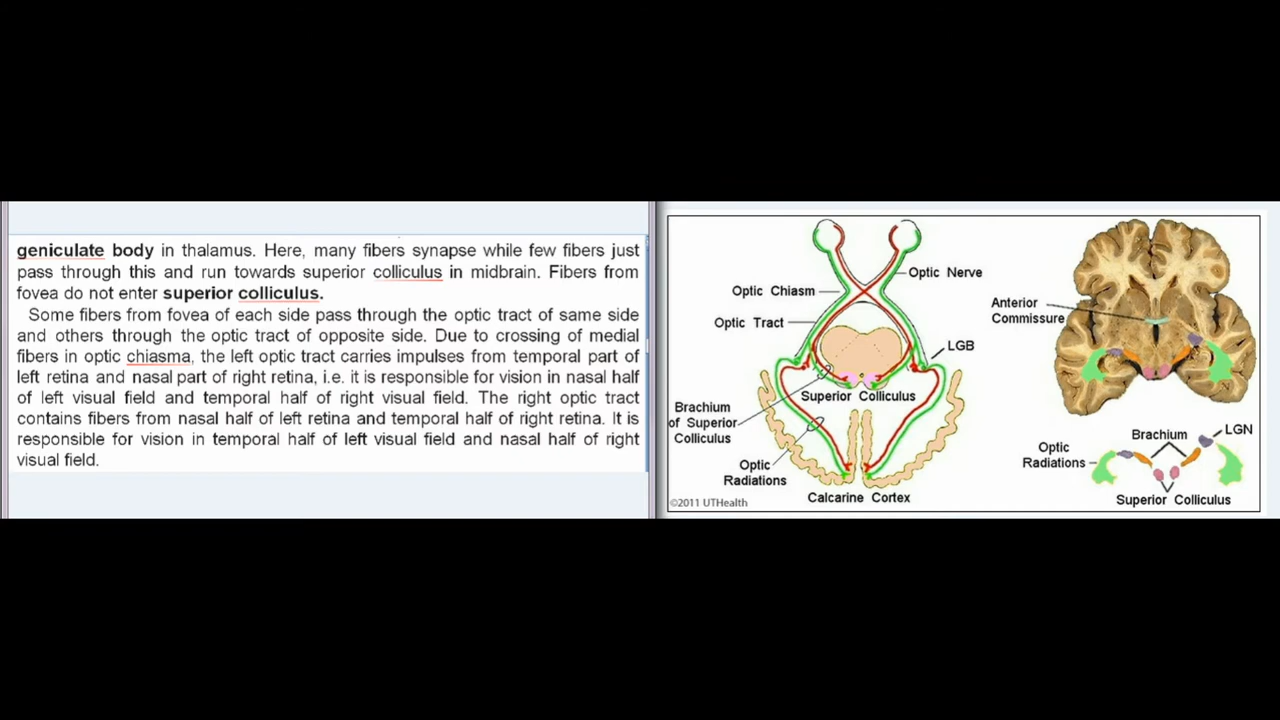 geniculate body in thalamus. Here, many fibers synapse while few fibers just
pass through this and run towards superior colliculus in midbrain. Fibers from
fovea do not enter superior colliculus.
Some fibers from fovea of each side pass through the optic tract of same side
and others through the optic tract of opposite side. Due to crossing of medial
fibers in optic chiasma, the left optic tract carries impulses from temporal part of
left retina and nasal part of right retina, i.e. it is responsible for vision in nasal half
of left visual field and temporal half of right visual field. The right optic tract
contains fibers from nasal half of left retina and temporal half of right retina. It is
responsible for vision in temporal half of left visual field and nasal half of right
visual field.
Optic Nerve
Optic Chiasm
Optic Tract
LGB
Superior Colliculus
Brachium
of Superior
Colliculus
Optic
Radiations
Calcarine Cortex
©2011 UTHealth
Anterior
Commissure
LGN
Brachium
Optic
Radiations
Superior Colliculus